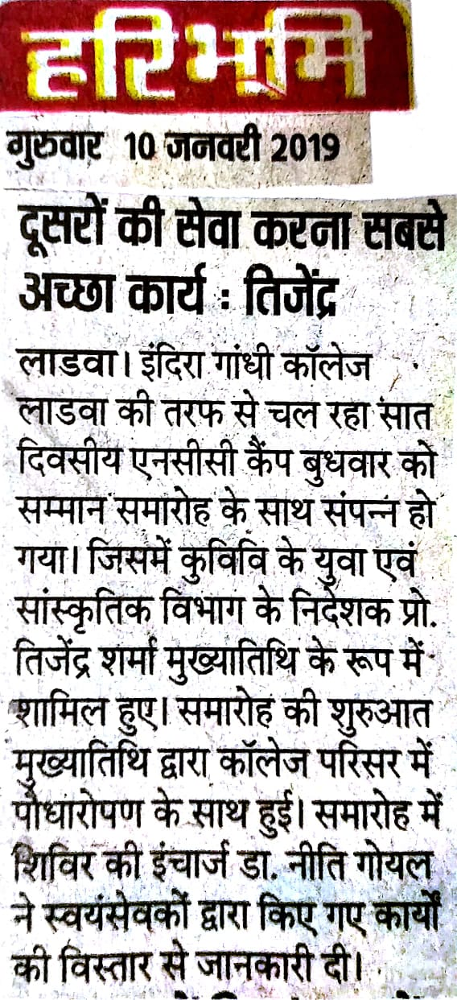 हरिभूमि
गुरुवार 10 जनवरी 2019
दूसरों की सेवा करना सबसे
अच्छा कार्य : तिजेंद्र
लाडवा। इंदिरा गांधी कॉलेज
लाडवा की तरफ से चल रहा सात
दिवसीय एनसीसी कैंप बुधवार को
सम्मान समारोह के साथ संपन्न हो
गया। जिसमें कुविवि के युवा एवं
सांस्कृतिक विभाग के निदेशक प्रो.
तिजेंद्र शर्मा मुख्यातिथि के रूप में
शामिल हुए। समारोह की शुरुआत
मुख्यातिथि द्वारा कॉलेज परिसर में
पौधारोपण के साथ हुई। समारोह में
शिविर की इंचार्ज डा. नीति गोयल
ने स्वयंसेवकों द्वारा किए गए कार्यों
की विस्तार से जानकारी दी।